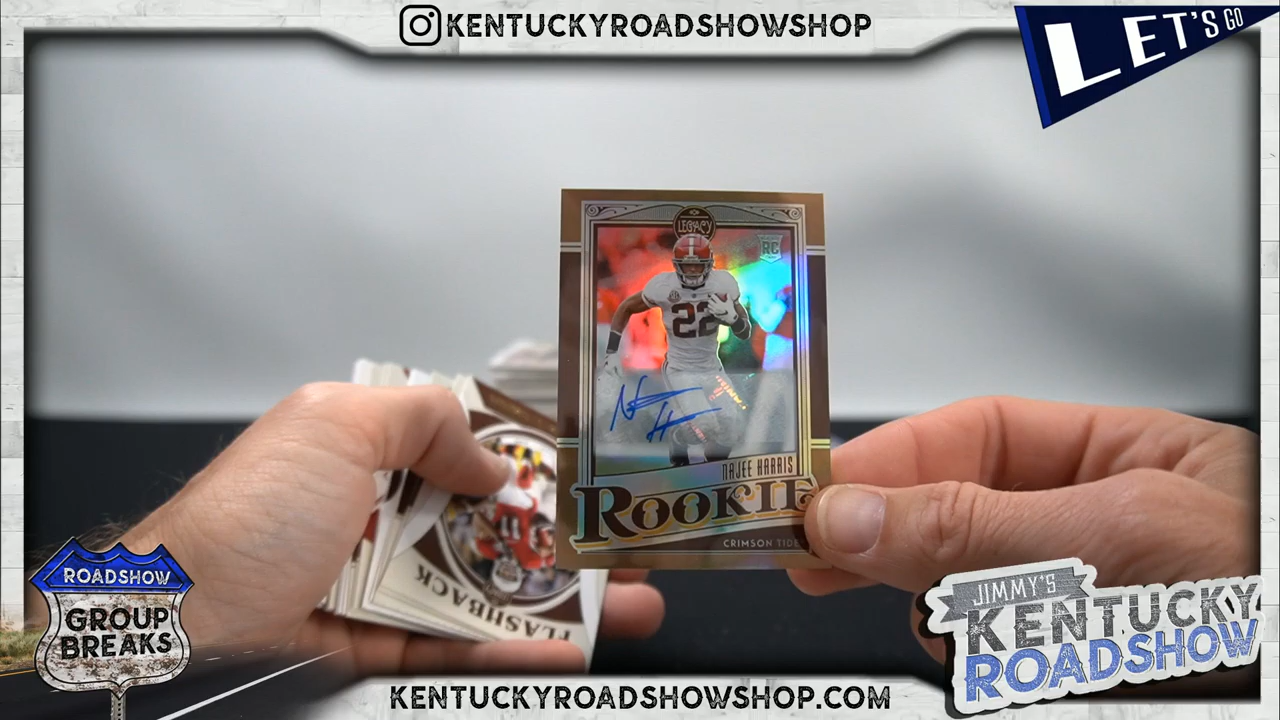 KENTUCKYROADSHOWSHOP
LET'S GO
LEGACY
RC
22
NAJEE HARRIS
ROOKIE
CRIMSON TIDE
11
FLASHBACK
ROADSHOW
GROUP
BREAKS
JIMMY'S
KENTUCKY
ROADSHOW
KENTUCKYROADSHOWSHOP.COM